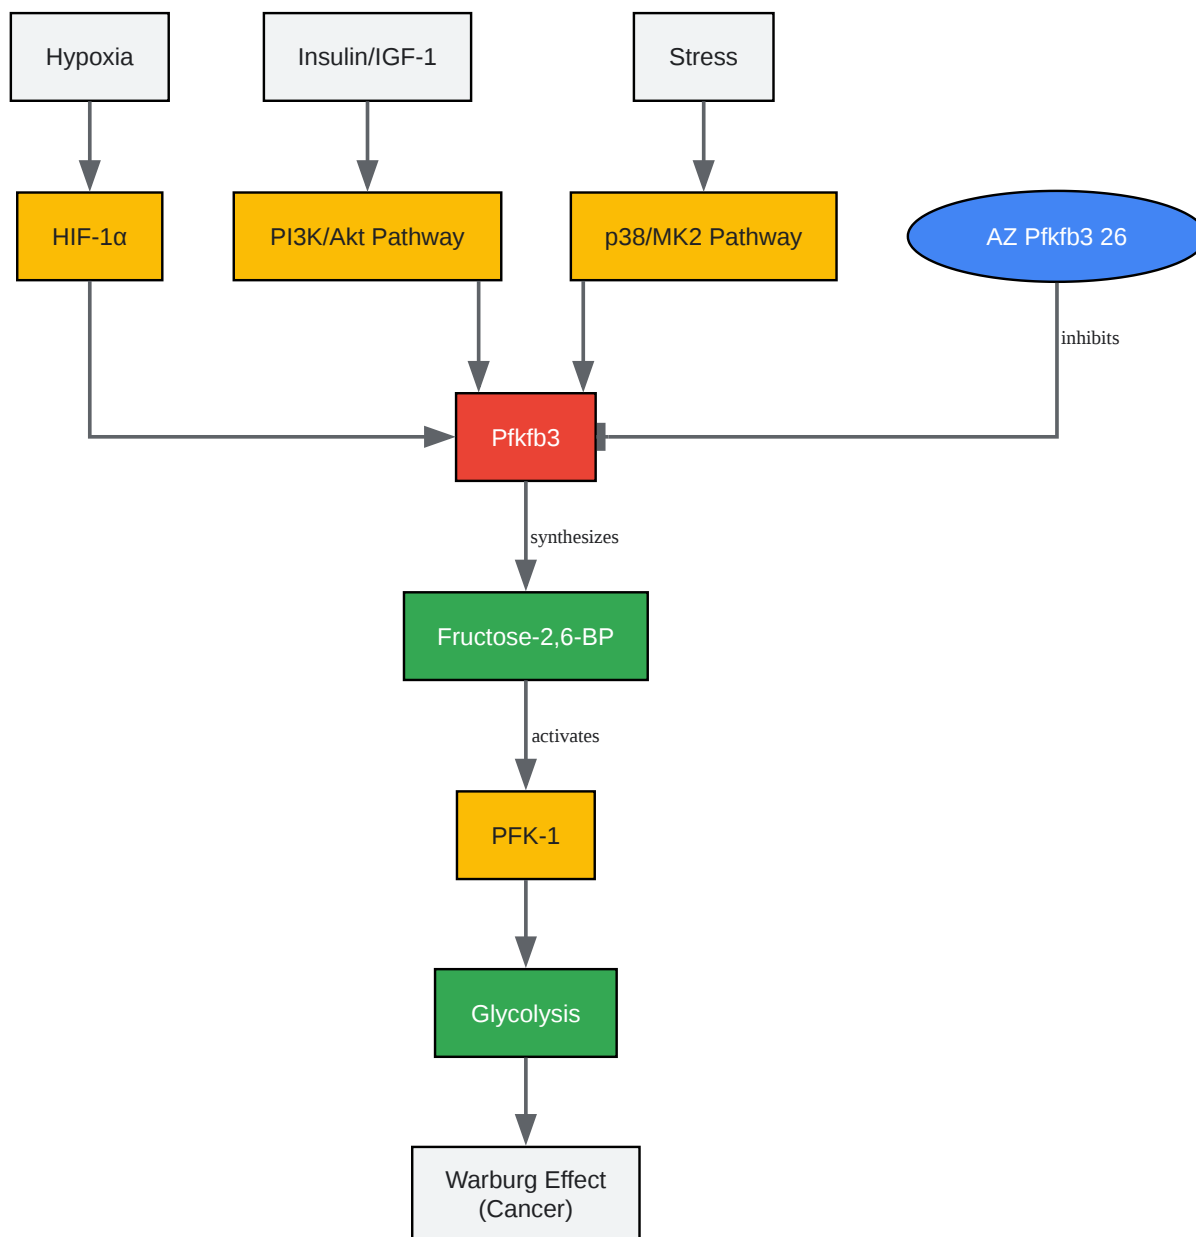 Hypoxia
Insulin/IGF-1
Stress
HIF-1α
PI3K/Akt Pathway
p38/MK2 Pathway
AZ Pfkfb3 26
inhibits
Pfkfb3
synthesizes
Fructose-2,6-BP
activates
PFK-1
Glycolysis
Warburg Effect
(Cancer)